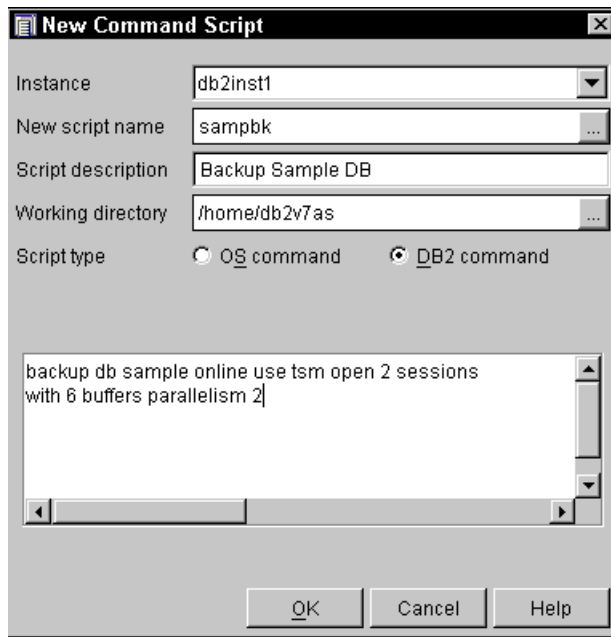 New Command Script
Instance db2inst1
New script name sampbk ...
Script description Backup Sample DB
Working directory /home/db2v7as ...
Script type OS command DB2 command
backup db sample online use tsm open 2 sessions
with 6 buffers parallelism 2
OK Cancel Help